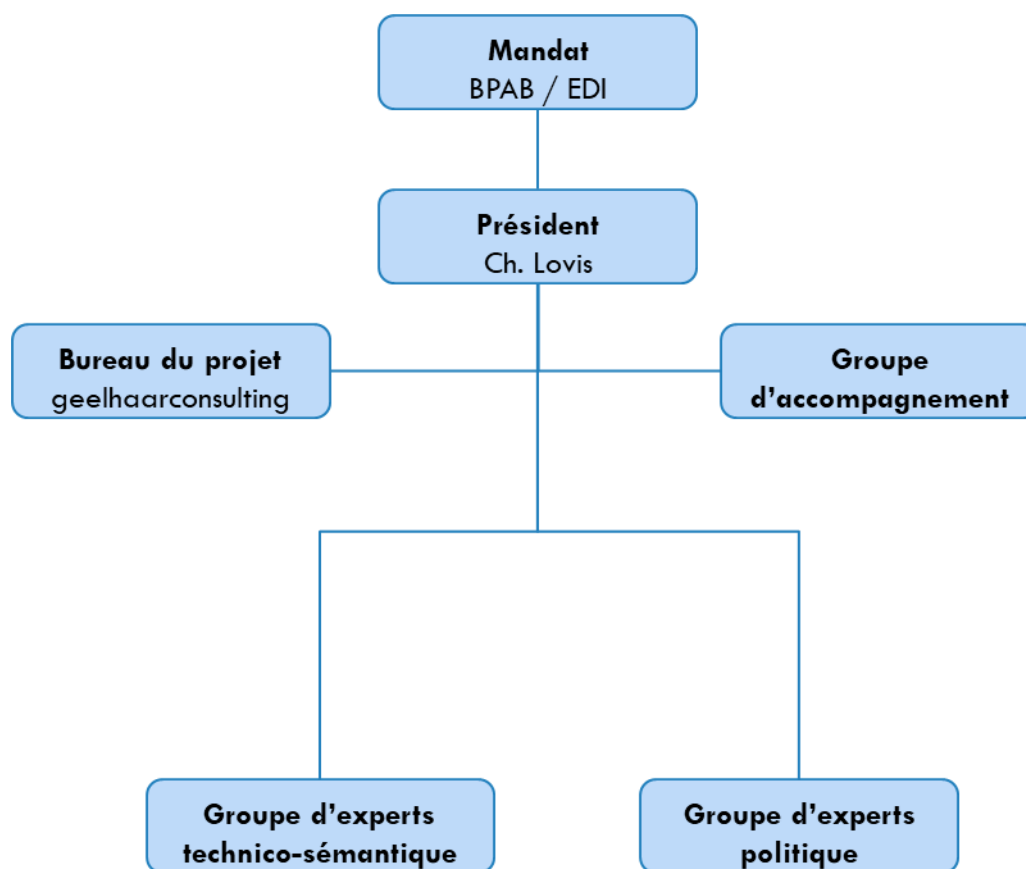 Mandat
BPAB / EDI
Président
Ch. Lovis
Bureau du projet
geelhaarconsulting
Groupe
d’accompagnement
Groupe d’experts
technico-sémantique
Groupe d’experts
politique